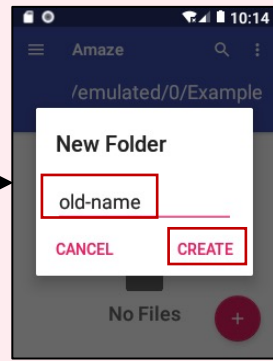 10:14
Amaze
/emulated/0/Example
New Folder
old-name
CANCEL CREATE
No Files